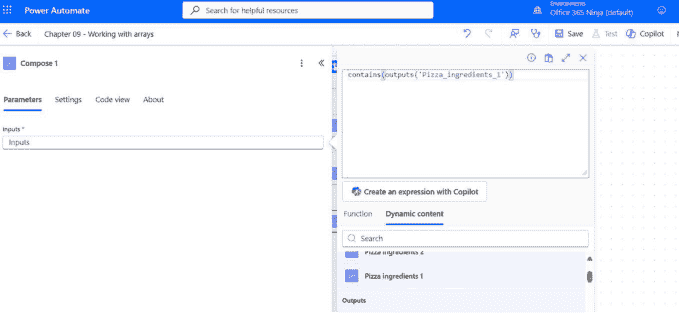 Power Automate
Search for helpful resources
Environments
Office 365 Ninja (default)
Back
Chapter 09 - Working with arrays
Save
Test
Copilot
Compose 1
Parameters
Settings
Code view
About
Inputs *
Inputs
contains(outputs('Pizza_ingredients_1'))
Create an expression with Copilot
Function
Dynamic content
Search
Pizza ingredients 2
Pizza ingredients 1
Outputs